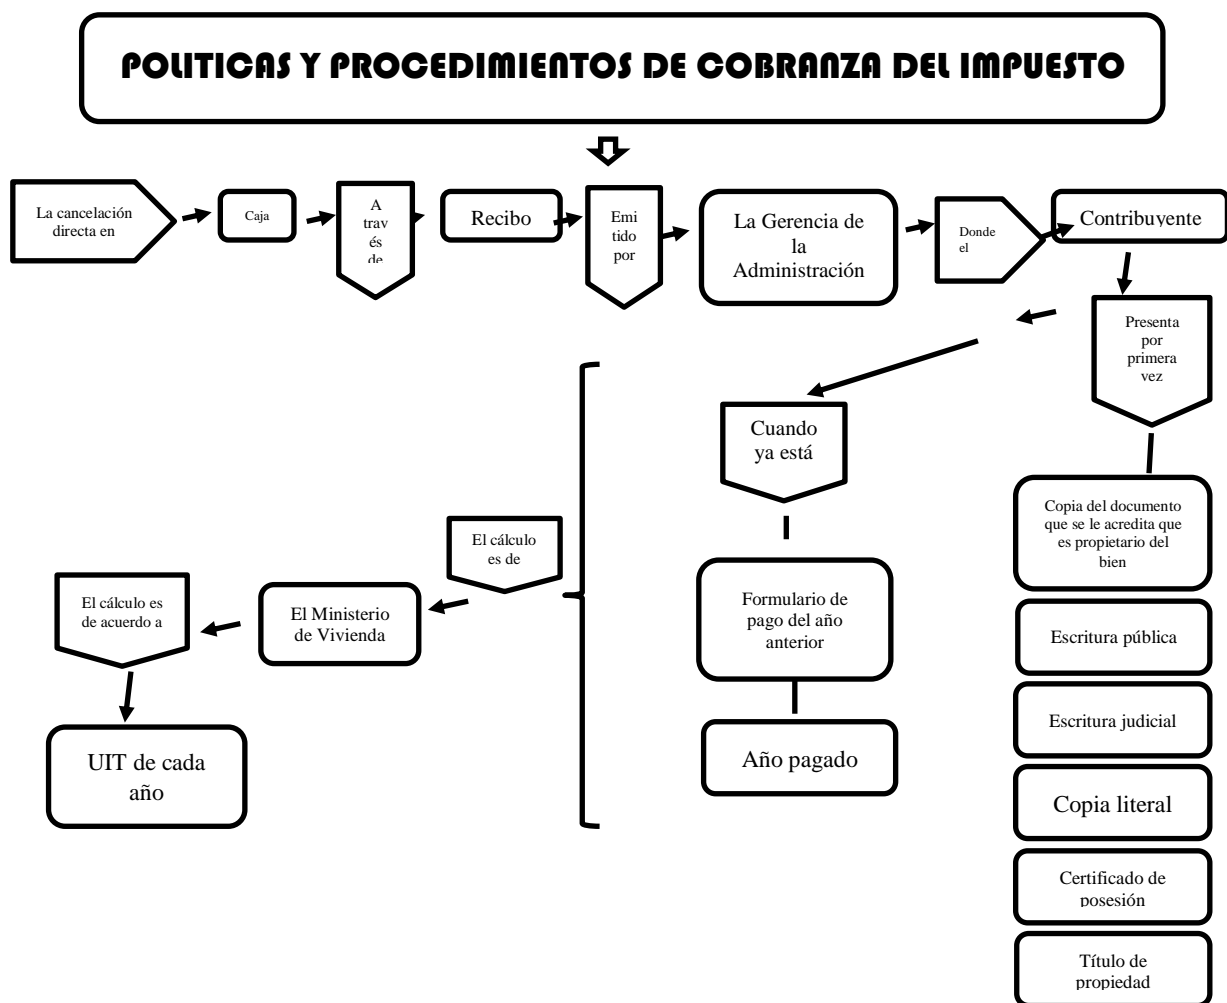 POLITICAS Y PROCEDIMIENTOS DE COBRANZA DEL IMPUESTO
La cancelación
directa en
Caja
A
trav
és
de
Recibo
Emi
tido
por
La Gerencia de
la
Administración
Donde
el
Contribuyente
Presenta
por
primera
vez
Cuando
ya está
Copia del documento
que se le acredita que
es propietario del
bien
El cálculo
es de
El Ministerio
de Vivienda
El cálculo es
de acuerdo a
UIT de cada
año
Formulario de
pago del año
anterior
Año pagado
Escritura pública
Escritura judicial
Copia literal
Certificado de
posesión
Título de
propiedad